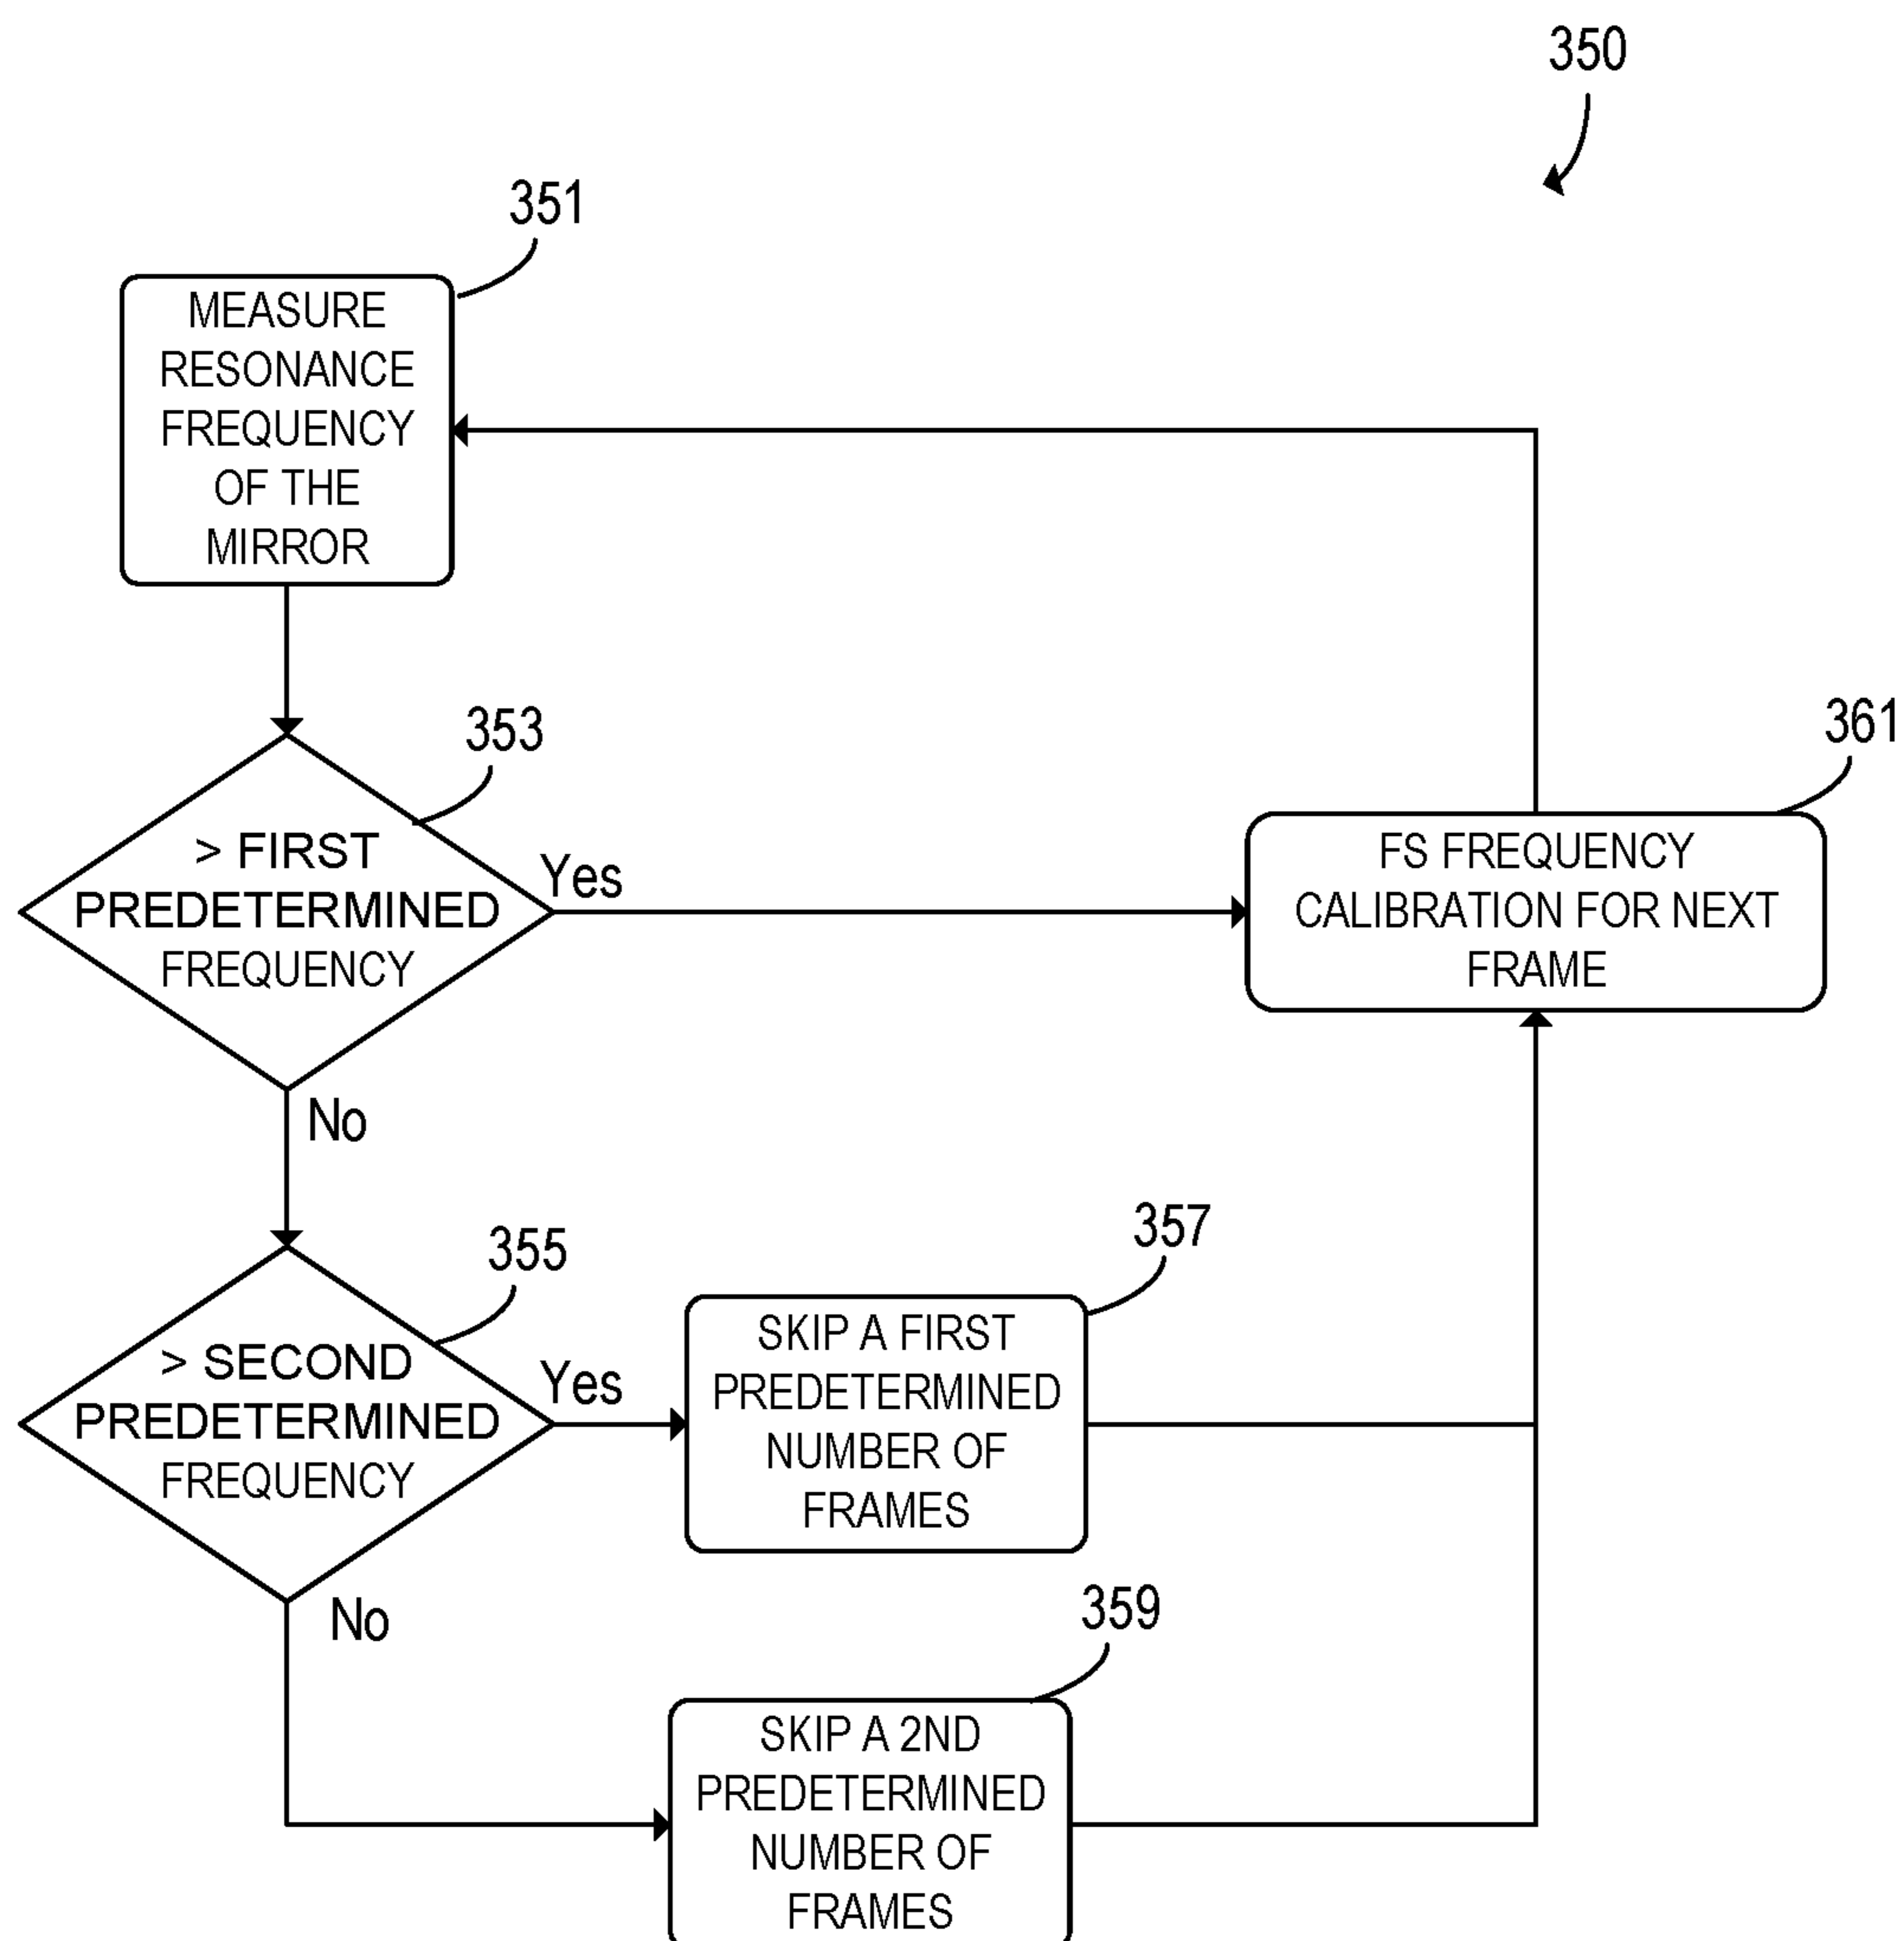 350
351
MEASURE
RESONANCE
FREQUENCY
OF THE
MIRROR
353
> FIRST
PREDETERMINED
FREQUENCY
Yes
No
361
FS FREQUENCY
CALIBRATION FOR NEXT
FRAME
355
> SECOND
PREDETERMINED
FREQUENCY
Yes
No
357
SKIP A FIRST
PREDETERMINED
NUMBER OF
FRAMES
359
SKIP A 2ND
PREDETERMINED
NUMBER OF
FRAMES